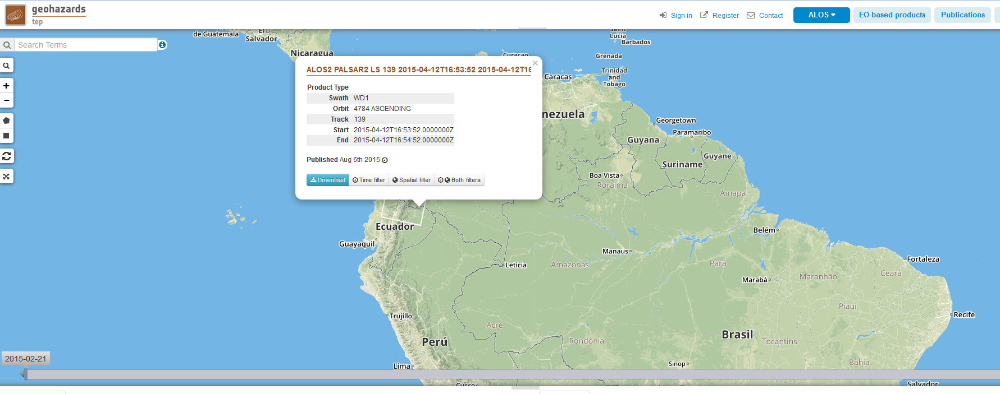 geohazards
tep
Sign in
Register
Contact
ALOS
EO-based products
Publications
Search Terms
de Guatemala
El
Salvador
Nicaragua
Saint
Lucia
Barbados
Curaçao
Grenada
Trinidad
and
Tobago
Caracas
nezuela
Georgetown
Paramaribo
Guyana
Guyane
Suriname
Boa Vista
Roraima
Amapá
ALOS2 PALSAR2 LS 139 2015-04-12T16:53:52 2015-04-12T16
Product Type
Swath WD1
Orbit 4784 ASCENDING
Track 139
Start 2015-04-12T16:53:52.0000000Z
End 2015-04-12T16:54:52.0000000Z
Published Aug 6th 2015
Download Time filter Spatial filter Both filters
Ecuador
Guayaquil
Belém
Manaus
Leticia
Amazonas
Pará
Fortaleza
Marabá
Maranhão
Ceará
Piauí
Trujillo
Acre
Recife
Perú
Rondônia
Brasil
Tocantins
2015-02-21
Lima
Sinop
Bahia
Cusco
Salvador